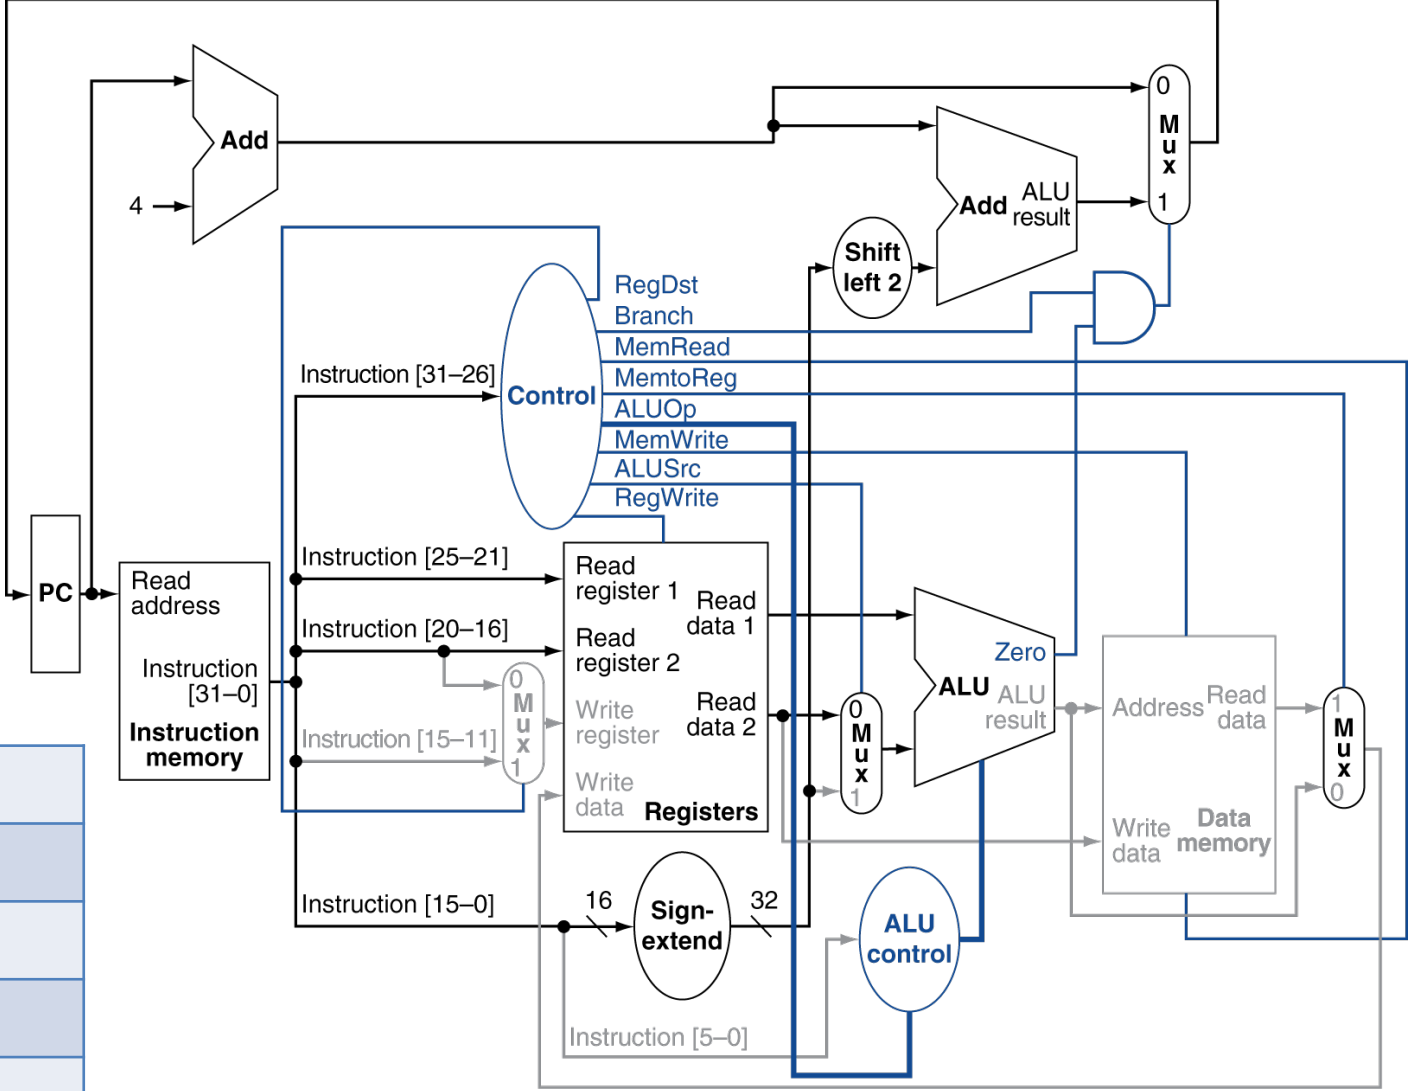 0
M
u
x
1
Add
ALU
Add
result
4
Shift
left 2
RegDst
Branch
MemRead
MemtoReg
ALUOp
MemWrite
ALUSrc
RegWrite
Instruction [31–26]
Control
Instruction [25–21]
Instruction [20–16]
Instruction [15–11]
Instruction [15–0]
Instruction [5–0]
PC
Read
address
Instruction
[31–0]
Instruction
memory
0
M
u
x
1
Read
register 1
Read
register 2
Write
register
Write
data
Read
data 1
Read
data 2
Registers
16
Sign-
extend
32
0
M
u
x
1
Zero
ALU
ALU
result
ALU
control
Address
Read
data
Write
data
Data
memory
1
M
u
x
0